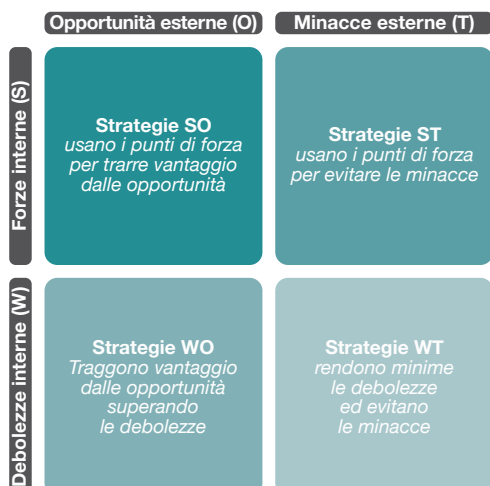 Opportunità esterne (O)
Minacce esterne (T)
Forze interne (S)
Strategie SO
usano i punti di forza
per trarre vantaggio
dalle opportunità
Strategie ST
usano i punti di forza
per evitare le minacce
Debolezze interne (W)
Strategie WO
Traggono vantaggio
dalle opportunità
superando
le debolezze
Strategie WT
rendono minime
le debolezze
ed evitano
le minacce